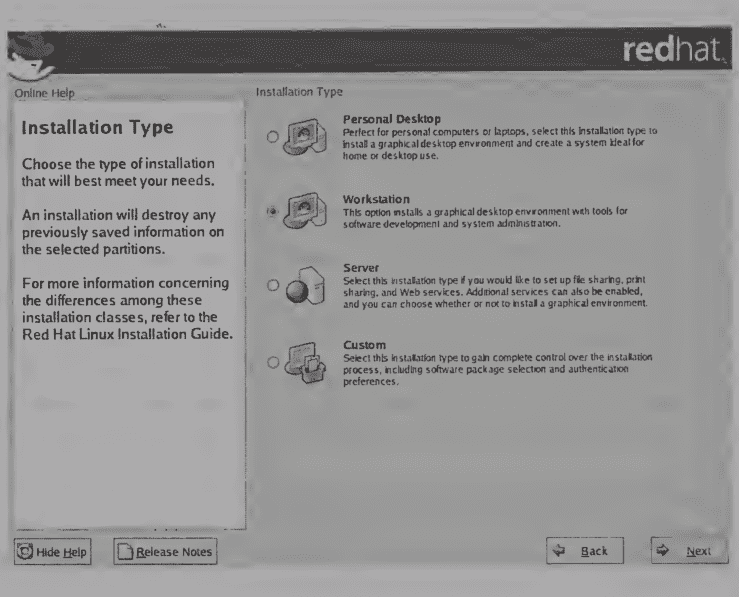 redhat.
Online Help
Installation Type
Installation Type
Choose the type of installation
that will best meet your needs.
An installation will destroy any
previously saved information on
the selected partitions.
For more information concerning
the differences among these
installation classes, refer to the
Red Hat Linux Installation Guide.
Personal Desktop
Perfect for personal computers or laptops, select this installation type to
install a graphical desktop environment and create a system ideal for
home or desktop use.
Workstation
This option installs a graphical desktop environment with tools for
software development and system administration.
Server
Select this installation type if you would like to set up file sharing, print
sharing, and Web services. Additional services can also be enabled,
and you can choose whether or not to install a graphical environment.
Custom
Select this installation type to gain complete control over the installation
process, including software package selection and authentication
preferences.
Hide Help
Release Notes
Back
Next